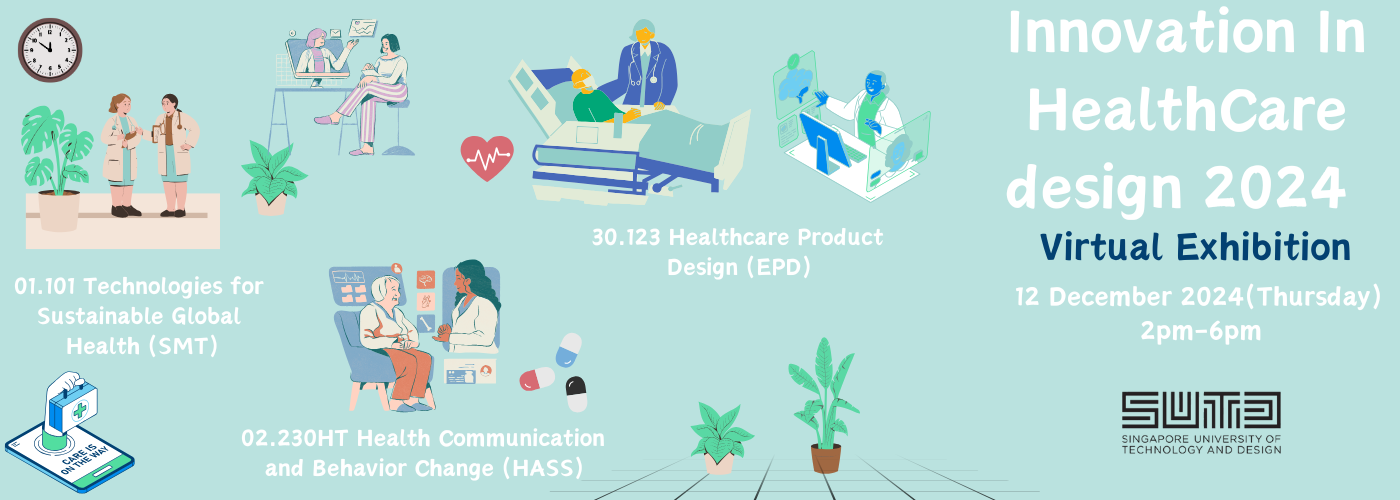 Innovation In
HealthCare
design 2024
Virtual Exhibition
12 December 2024(Thursday)
2pm-6pm
SUTD
SINGAPORE UNIVERSITY OF
TECHNOLOGY AND DESIGN
30.123 Healthcare Product
Design (EPD)
01.101 Technologies for
Sustainable Global
Health (SMT)
CARE IS
ON THE WAY
02.230HT Health Communication
and Behavior Change (HASS)